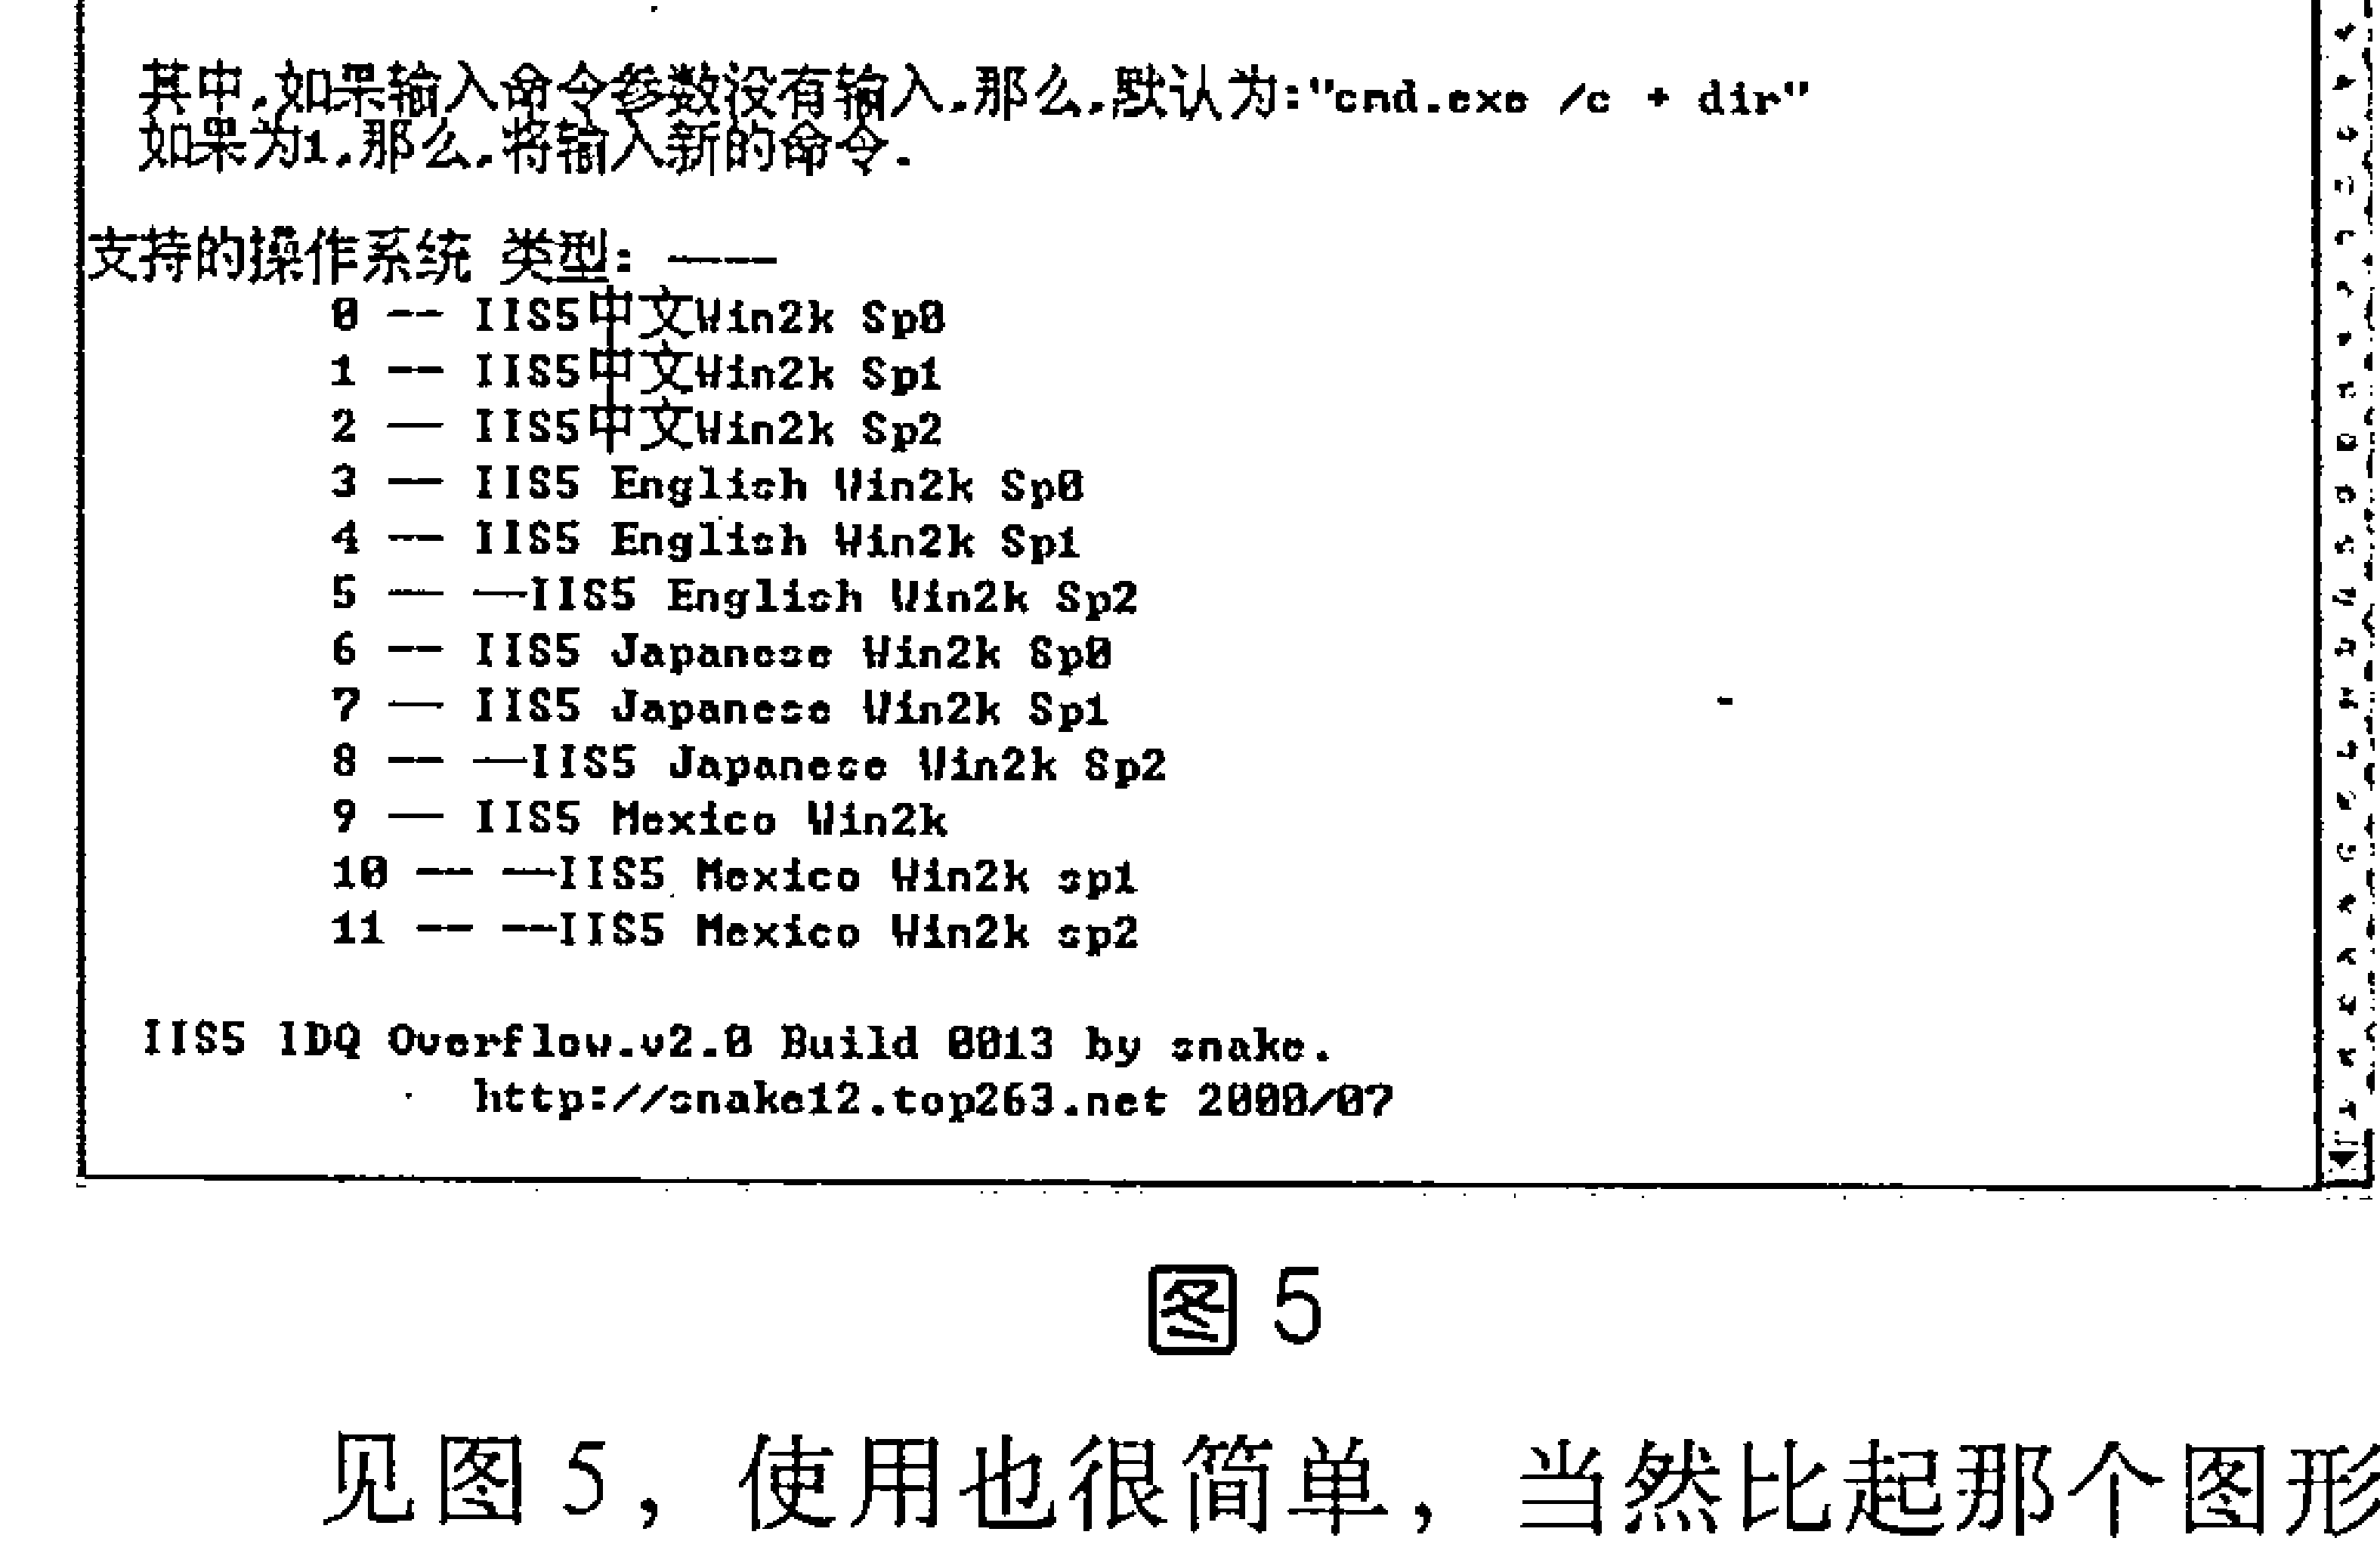 其中,如果输入命令参数没有输入,那么,默认为:"cmd.exe /c + dir"
如果为1,那么,将输入新的命令.
支持的操作系统 类型: ----
0 -- IIS5中文Win2k Sp0
1 -- IIS5中文Win2k Sp1
2 -- IIS5中文Win2k Sp2
3 -- IIS5 English Win2k Sp0
4 -- IIS5 English Win2k Sp1
5 -- --IIS5 English Win2k Sp2
6 -- IIS5 Japanese Win2k Sp0
7 -- IIS5 Japanese Win2k Sp1
8 -- --IIS5 Japanese Win2k Sp2
9 -- IIS5 Mexico Win2k
10 -- --IIS5 Mexico Win2k sp1
11 -- --IIS5 Mexico Win2k sp2
IIS5 IDQ Overflow.v2.0 Build 0013 by snake.
http://snake12.top263.net 2000/07
图 5
见图 5，使用也很简单，当然比起那个图形